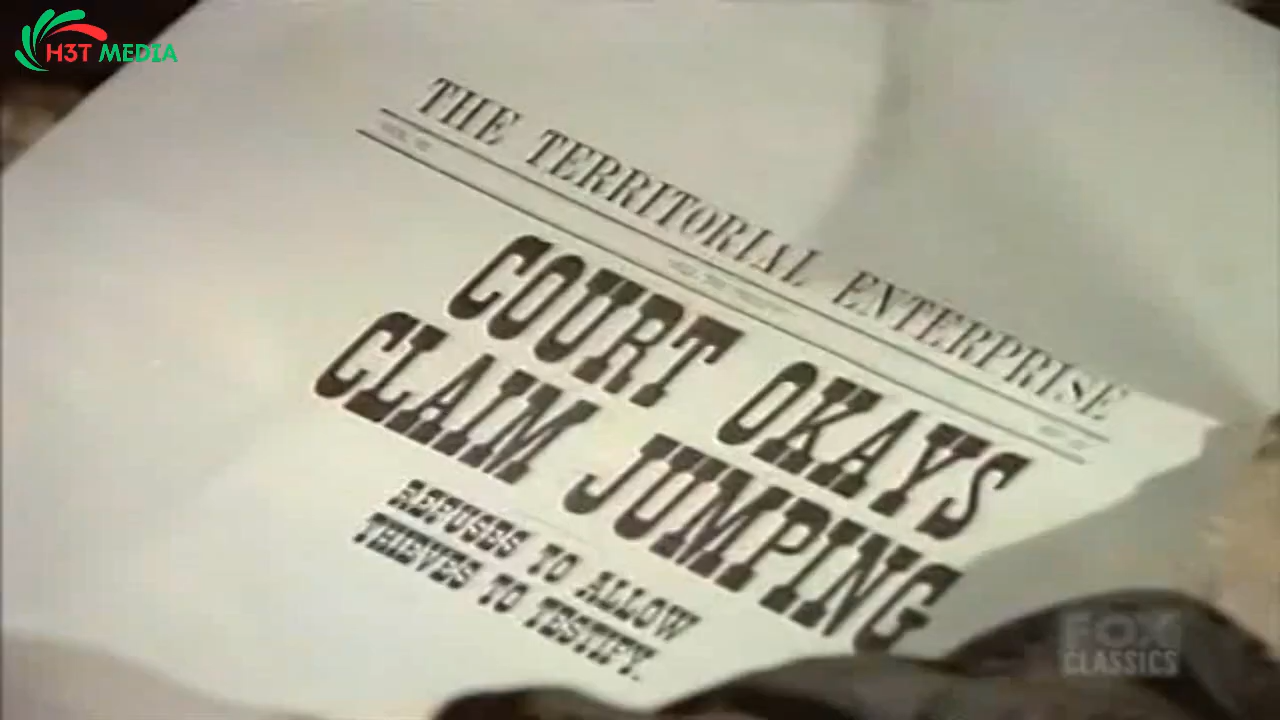 H3T MEDIA
THE TERRITORIAL ENTERPRISE
COURT OKAYS
CLAIM JUMPING
REFUSES TO ALLOW
THIEVES TO TESTIFY.
FOX
CLASSICS